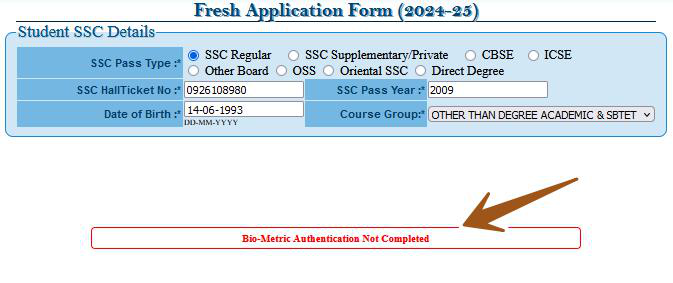 Fresh Application Form (2024-25)
Student SSC Details
SSC Pass Type :* SSC Regular SSC Supplementary/Private CBSE ICSE
Other Board OSS Oriental SSC Direct Degree
SSC HallTicket No :* 0926108980 SSC Pass Year :* 2009
Date of Birth :* 14-06-1993 Course Group:* OTHER THAN DEGREE ACADEMIC & SBTET
DD-MM-YYYY
Bio-Metric Authentication Not Completed